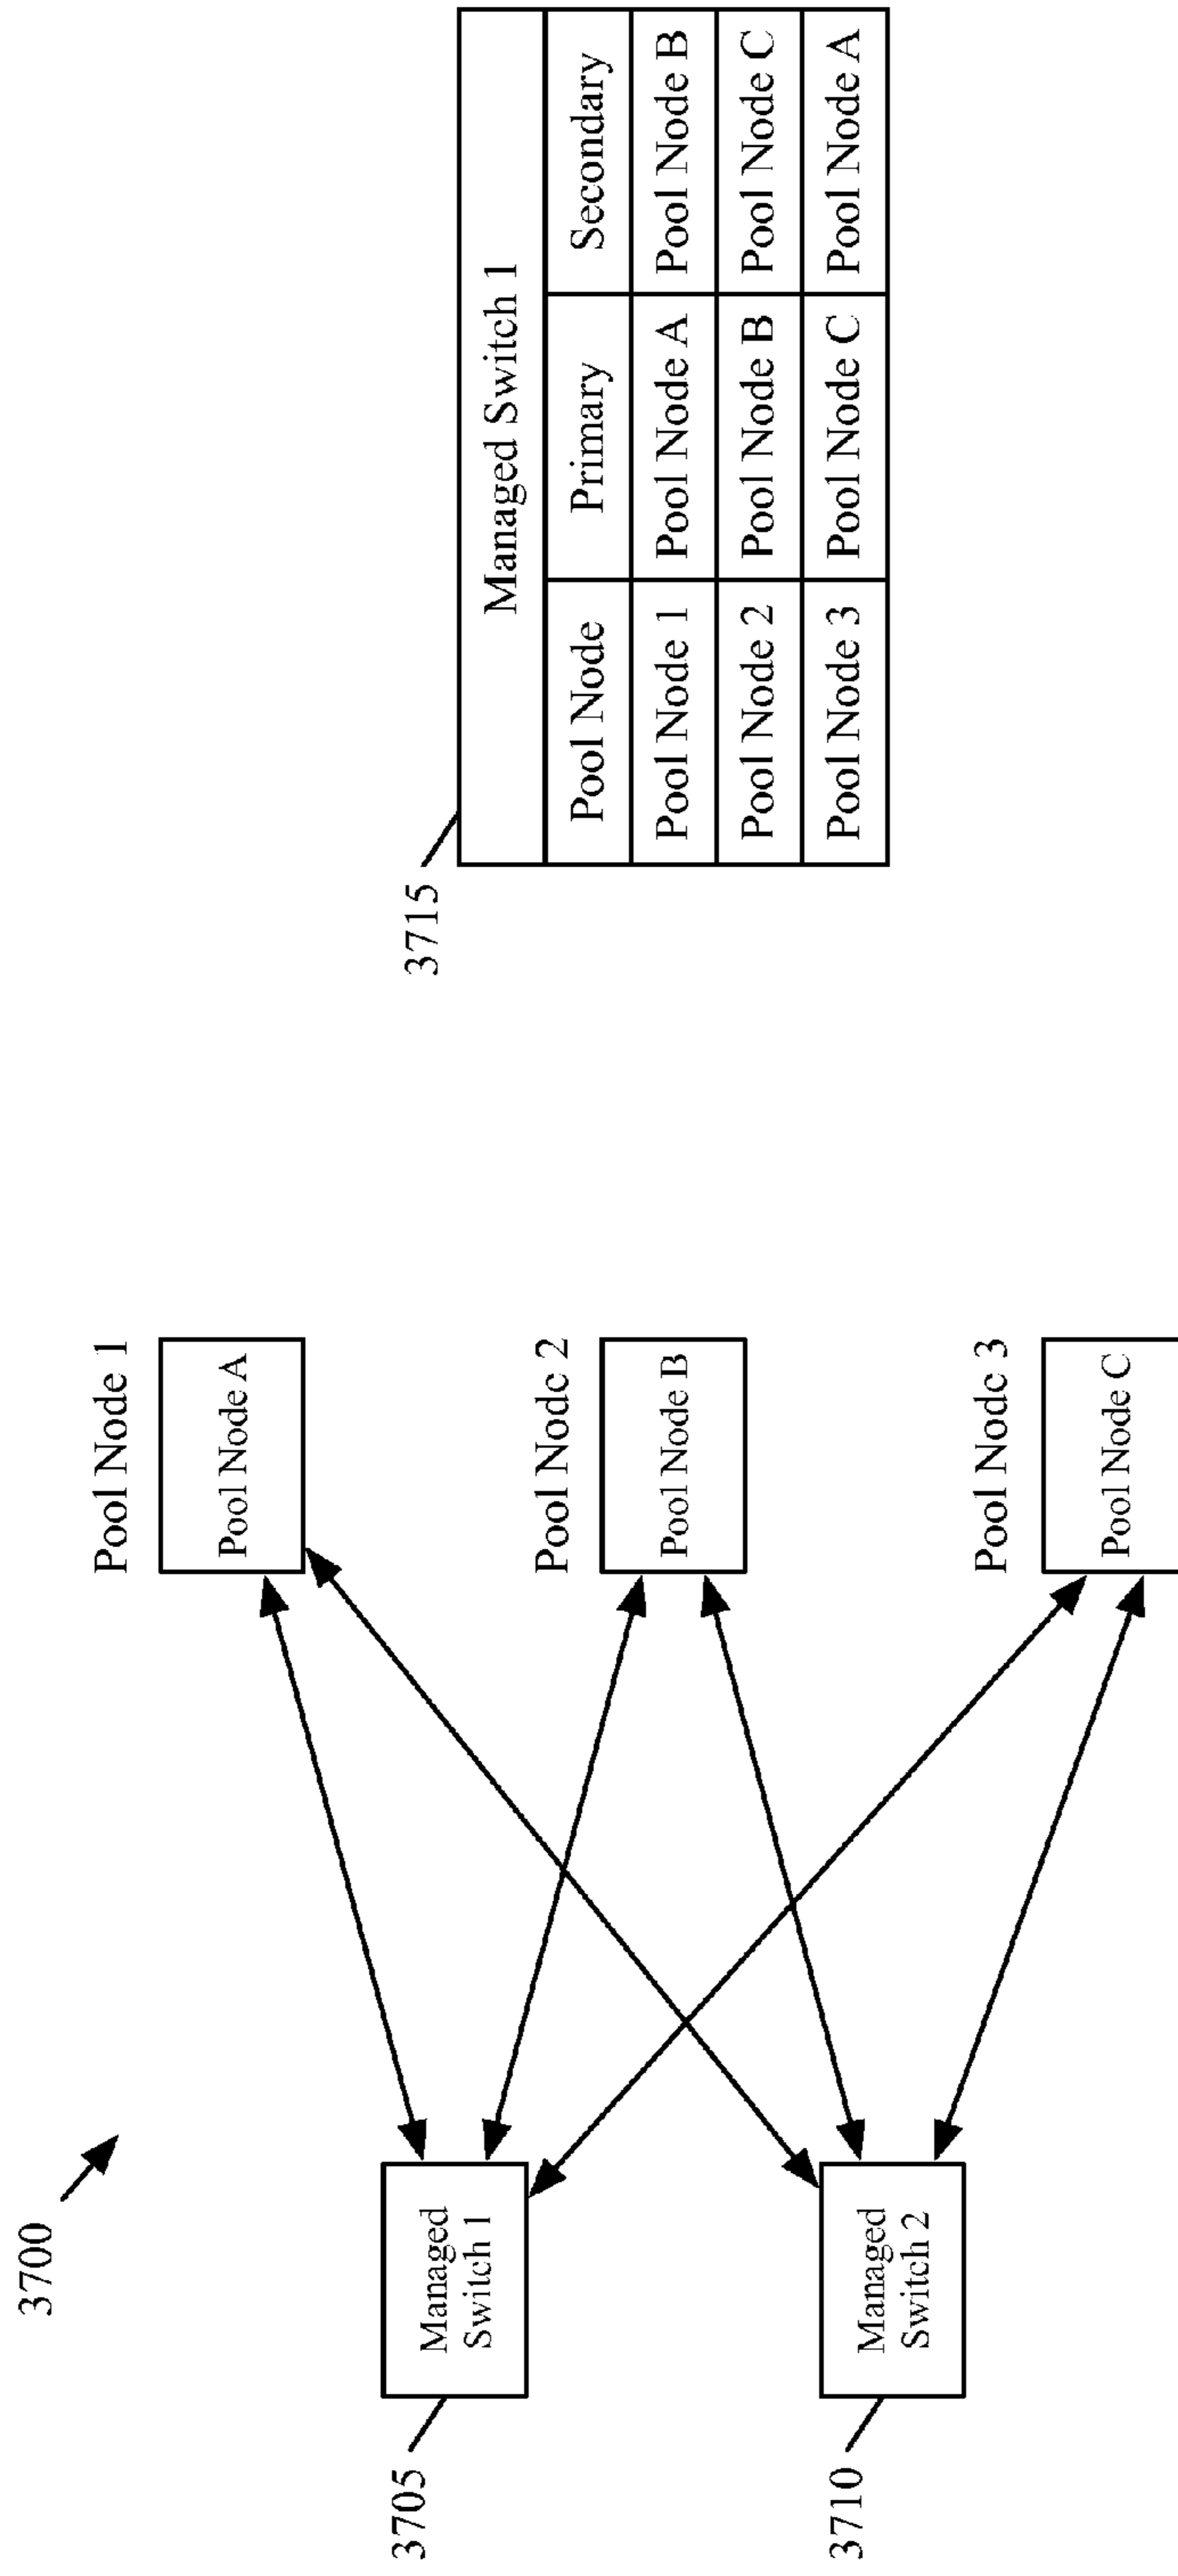 3700
Pool Node 1
Pool Node A
3705
Managed
Switch 1
Pool Node 2
Pool Node B
3710
Managed
Switch 2
Pool Node 3
Pool Node C
3715
Managed Switch 1
Pool Node Primary Secondary
Pool Node 1 Pool Node A Pool Node B
Pool Node 2 Pool Node B Pool Node C
Pool Node 3 Pool Node C Pool Node A